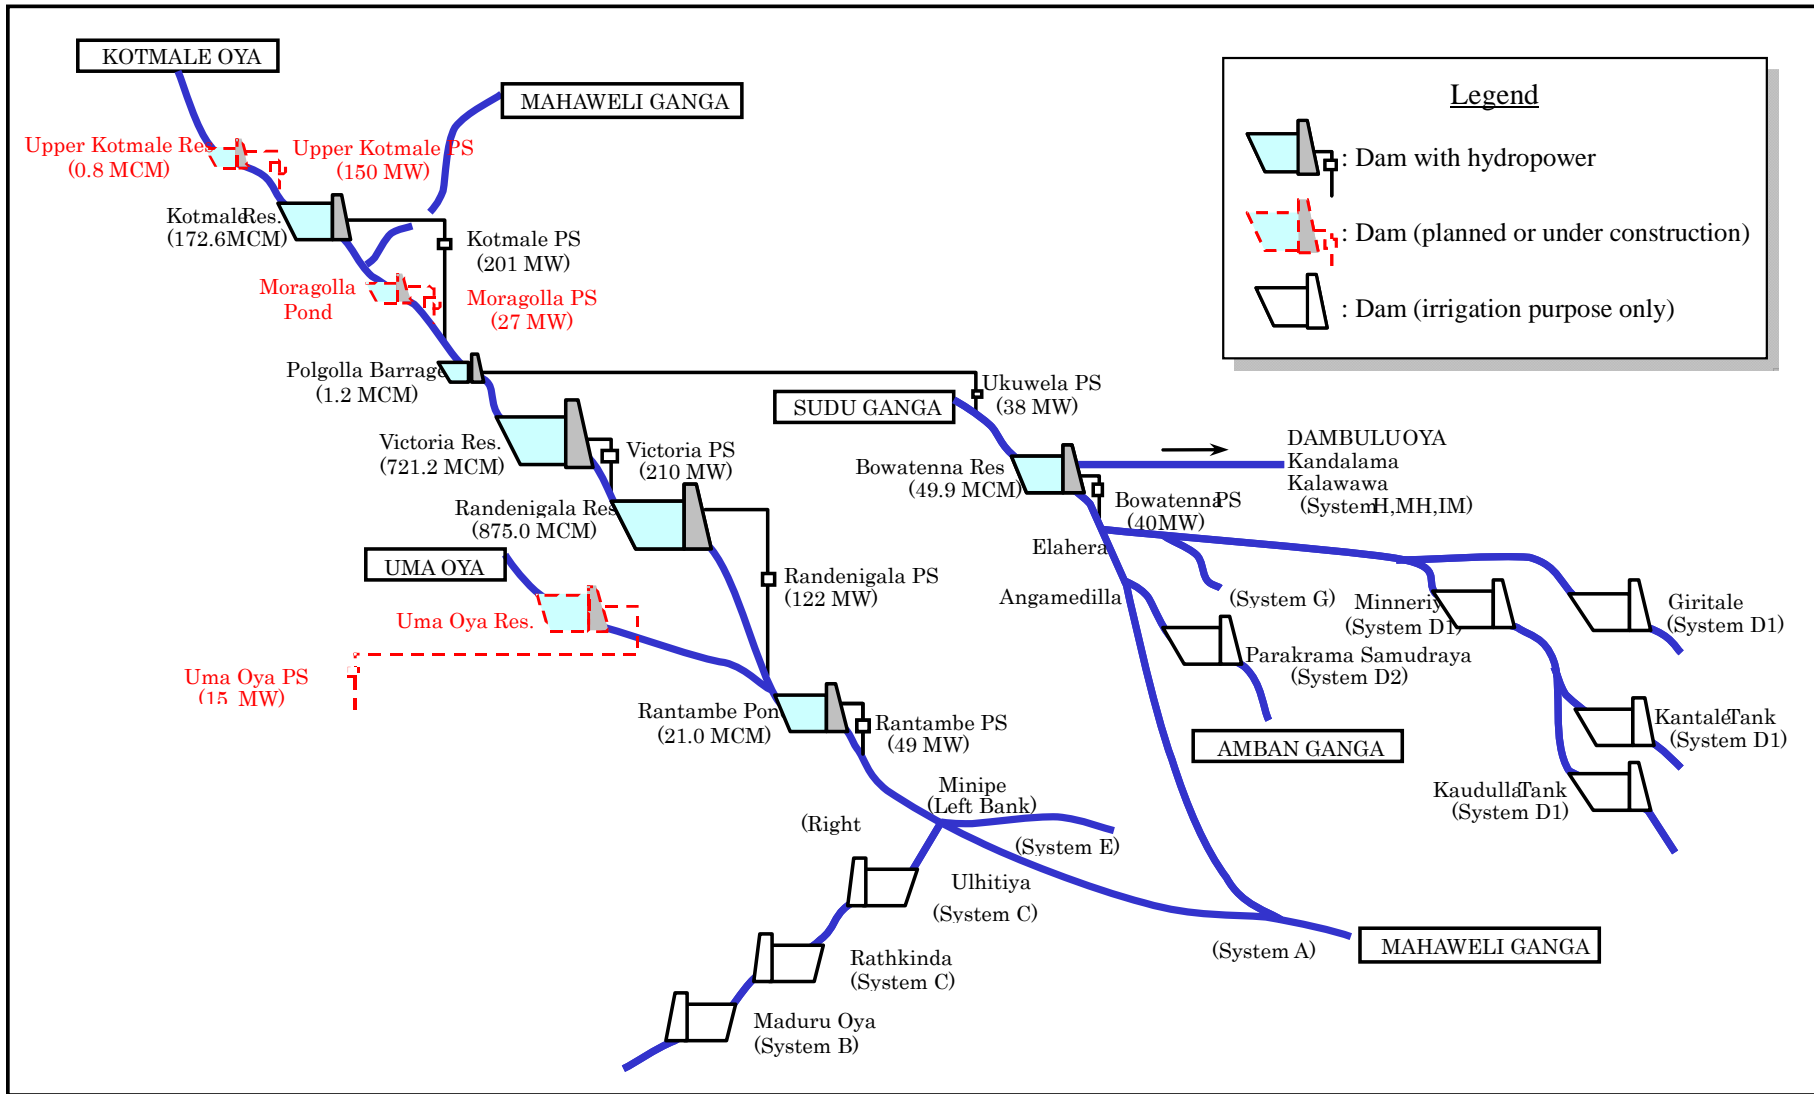 KOTMALE OYA
MAHAWELI GANGA
Upper Kotmale Res
(0.8 MCM)
Upper Kotmale PS
(150 MW)
KotmaleRes.
(172.6MCM)
Kotmale PS
(201 MW)
Moragolla
Pond
Moragolla PS
(27 MW)
Polgolla Barrage
(1.2 MCM)
Ukuwela PS
(38 MW)
SUDU GANGA
Victoria Res.
(721.2 MCM)
Victoria PS
(210 MW)
Bowatenna Res
(49.9 MCM)
BowatennaPS
(40MW)
DAMBULUOYA
Kandalama
Kalawawa
(SystemH,MH,IM)
Randenigala Res
(875.0 MCM)
Randenigala PS
(122 MW)
UMA OYA
Uma Oya Res.
Uma Oya PS
(15 MW)
Elahera
Angamedilla
(System G)
Minneriy
(System D1)
Giritale
(System D1)
Parakrama Samudraya
(System D2)
Rantambe Pon
(21.0 MCM)
Rantambe PS
(49 MW)
AMBAN GANGA
KantaleTank
(System D1)
KaudullaTank
(System D1)
Minipe
(Left Bank)
(Right
(System E)
Ulhitiya
(System C)
Rathkinda
(System C)
Maduru Oya
(System B)
(System A)
MAHAWELI GANGA
Legend
: Dam with hydropower
: Dam (planned or under construction)
: Dam (irrigation purpose only)